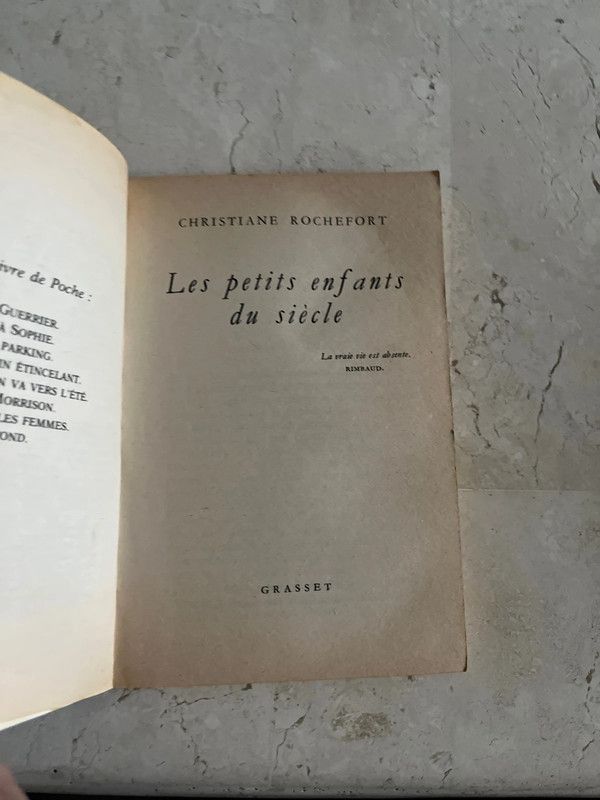 ivre de Poche :
GUERRIER.
À SOPHIE.
PARKING.
IN ÉTINCELANT.
N VA VERS L'ÉTÉ.
MORRISON.
LES FEMMES.
OND.
CHRISTIANE ROCHEFORT
Les petits enfants
du siècle
La vraie vie est absente.
RIMBAUD.
GRASSET